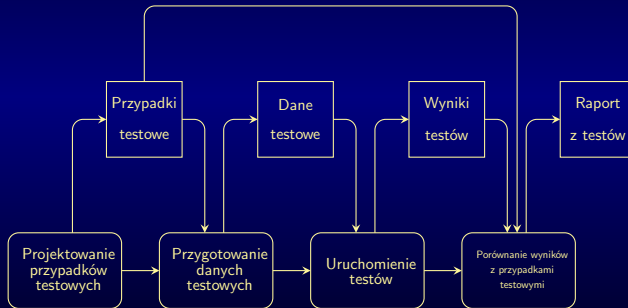 Przypadki
testowe
Dane
testowe
Wyniki
testów
Raport
z testów
Projektowanie
przypadków
testowych
Przygotowanie
danych
testowych
Uruchomienie
testów
Porównanie wyników
z przypadkami
testowymi